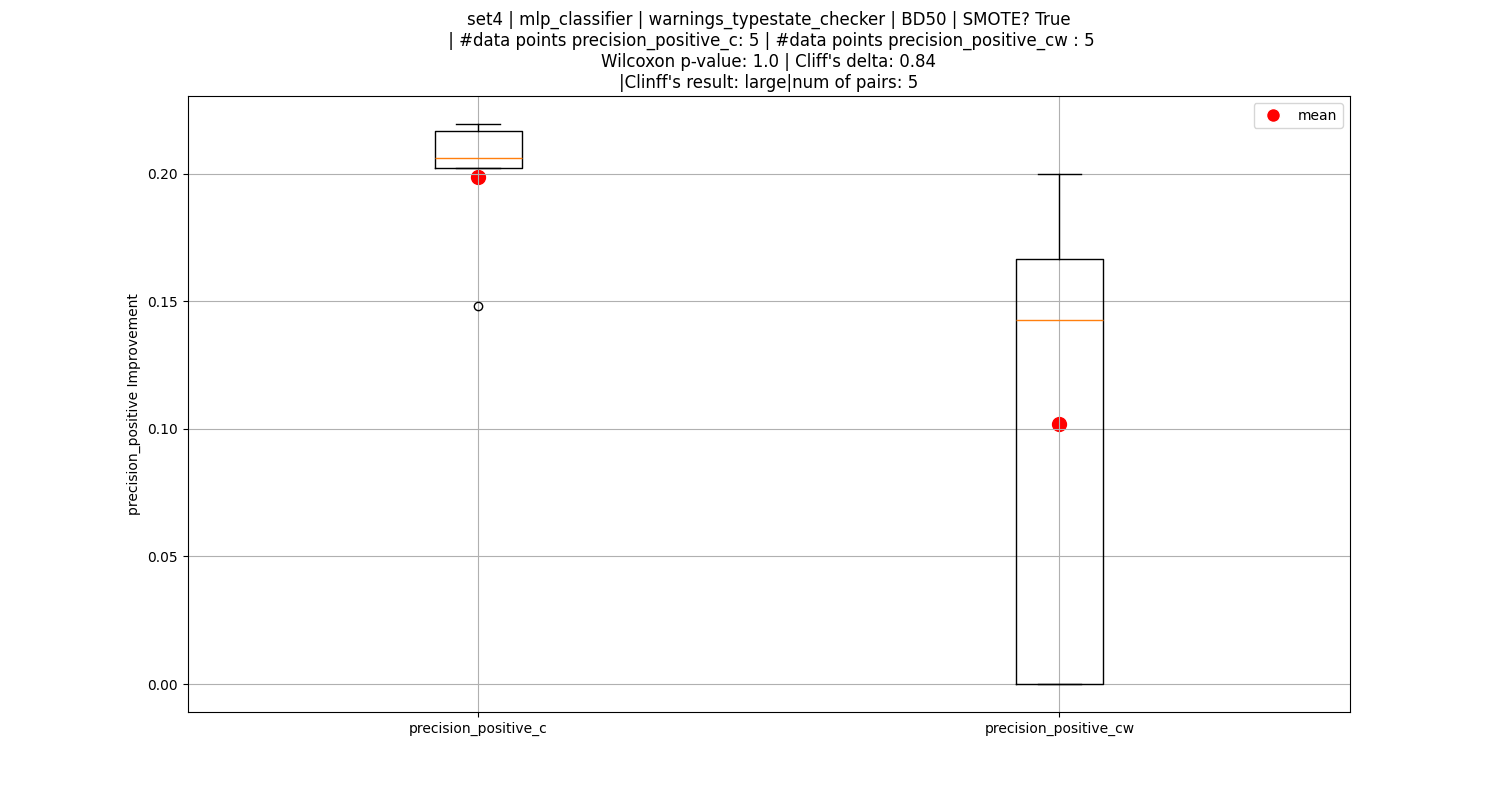 set4 | mlp_classifier | warnings_typestate_checker | BD50 | SMOTE? True
| #data points precision_positive_c: 5 | #data points precision_positive_cw : 5
Wilcoxon p-value: 1.0 | Cliff's delta: 0.84
|Clinff's result: large|num of pairs: 5
mean
0.20
0.15
0.10
0.05
0.00
precision_positive Improvement
precision_positive_c
precision_positive_cw